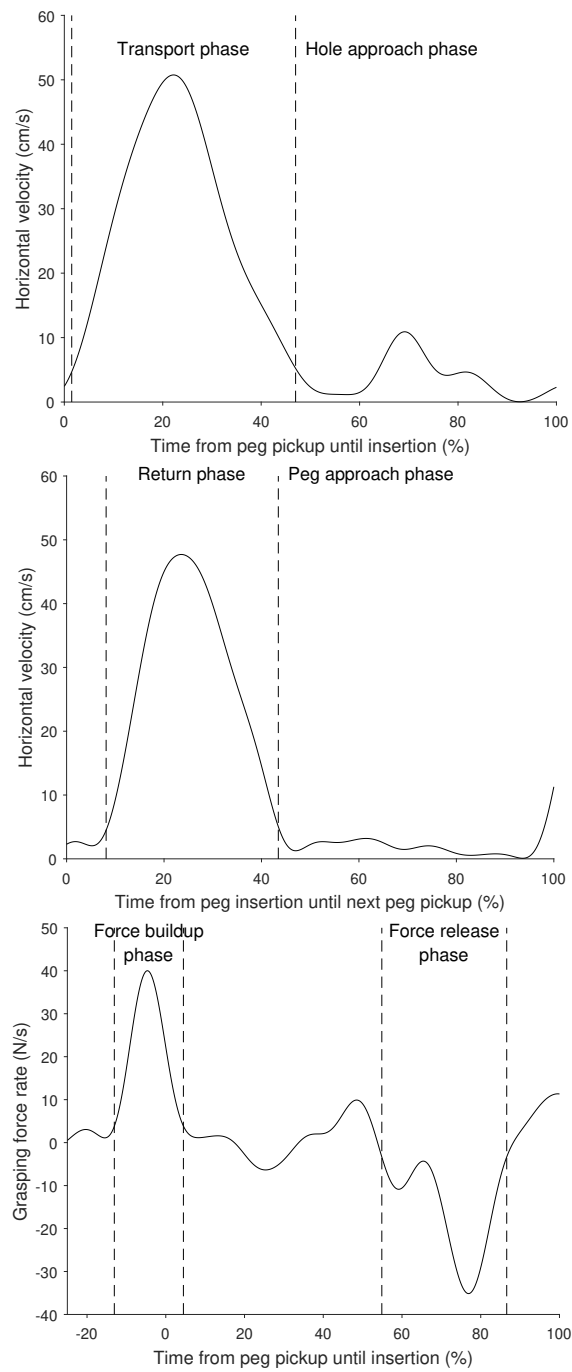 60
Transport phase
Hole approach phase
50
40
30
20
10
0
Horizontal velocity (cm/s)
0 20 40 60 80 100
Time from peg pickup until insertion (%)
Return phase
Peg approach phase
60
50
40
30
20
10
0
Horizontal velocity (cm/s)
0 20 40 60 80 100
Time from peg insertion until next peg pickup (%)
50
Force buildup
phase
Force release
phase
40
30
20
10
0
-10
-20
-30
-40
Grasping force rate (N/s)
-20 0 20 40 60 80 100
Time from peg pickup until insertion (%)